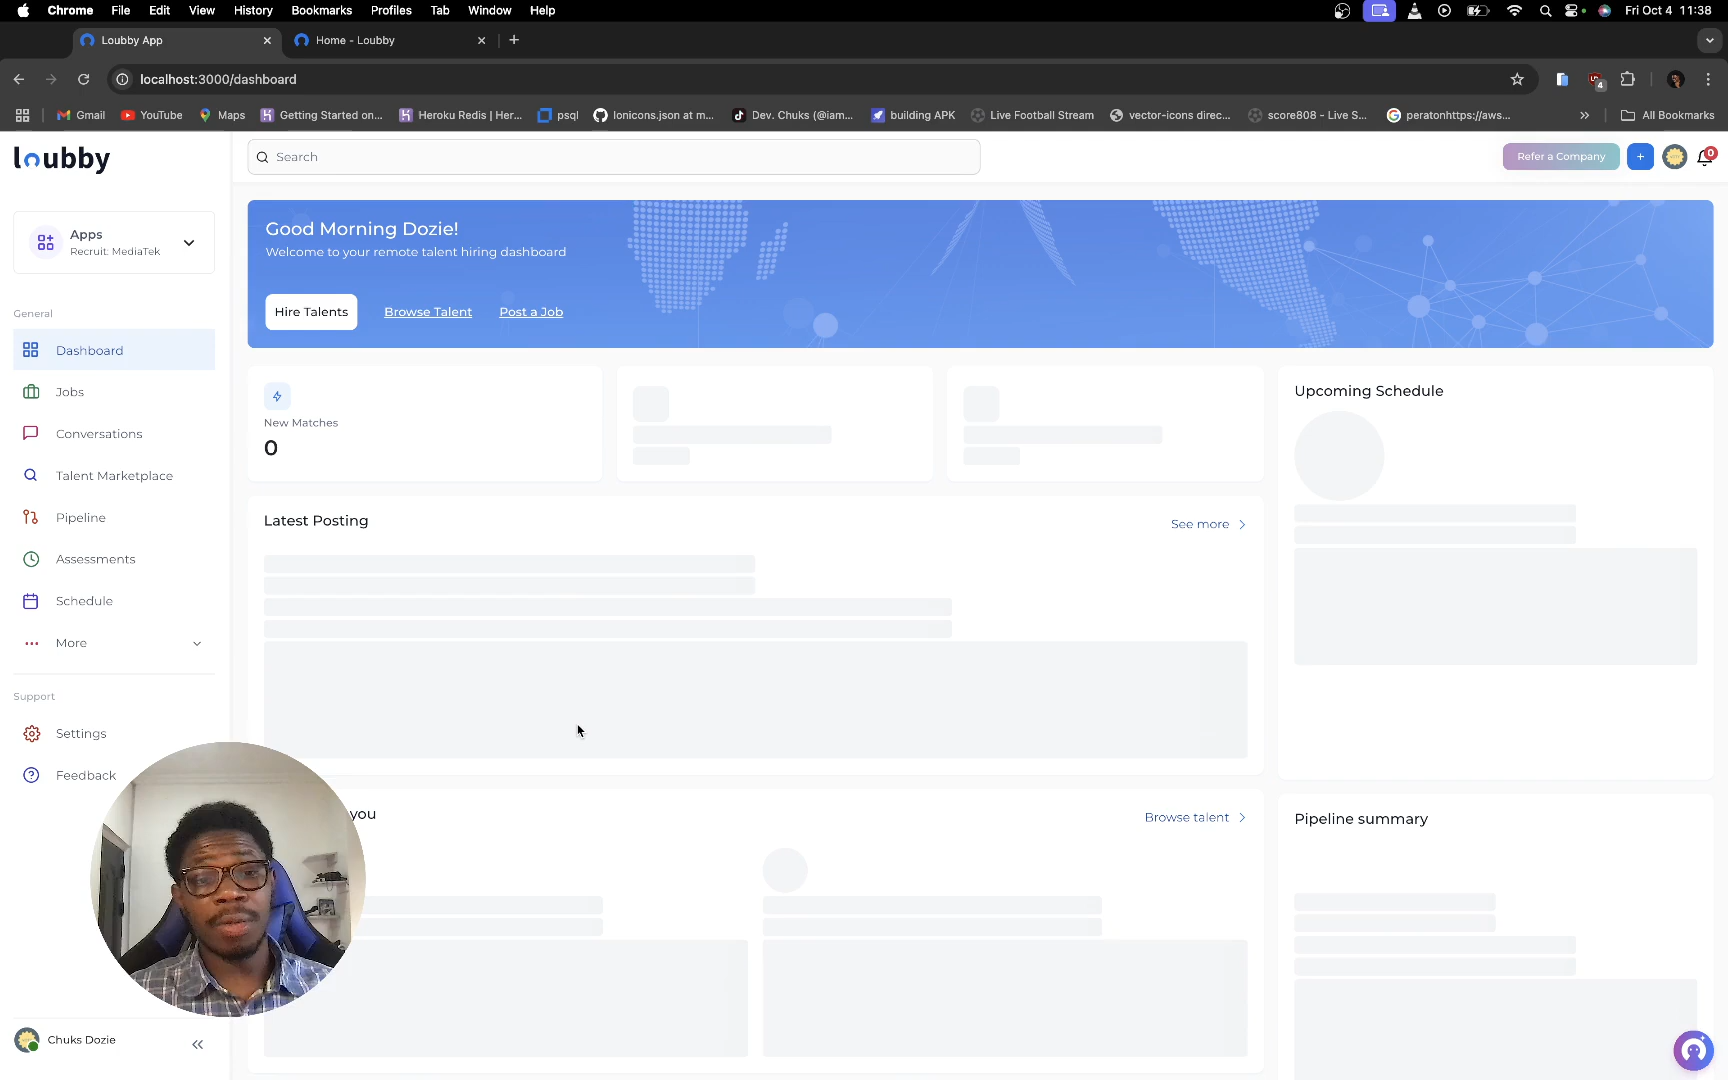 Chrome File Edit View History Bookmarks Profiles Tab Window Help Fri Oct 4 11:38
Loubby App Home - Loubby
localhost:3000/dashboard
4
Gmail YouTube Maps Getting Started on... Heroku Redis | Her... psql Ionicons.json at m... Dev. Chuks (@iam... building APK Live Football Stream vector-icons direc... score808 - Live S... peratonhttps://aws... All Bookmarks
loubby
Search
Refer a Company
0
Apps
Recruit: MediaTek
General
Dashboard
Jobs
Conversations
Talent Marketplace
Pipeline
Assessments
Schedule
More
Support
Settings
Feedback
Chuks Dozie
Good Morning Dozie!
Welcome to your remote talent hiring dashboard
Hire Talents Browse Talent Post a Job
New Matches
0
Latest Posting
See more
you
Browse talent
Upcoming Schedule
Pipeline summary